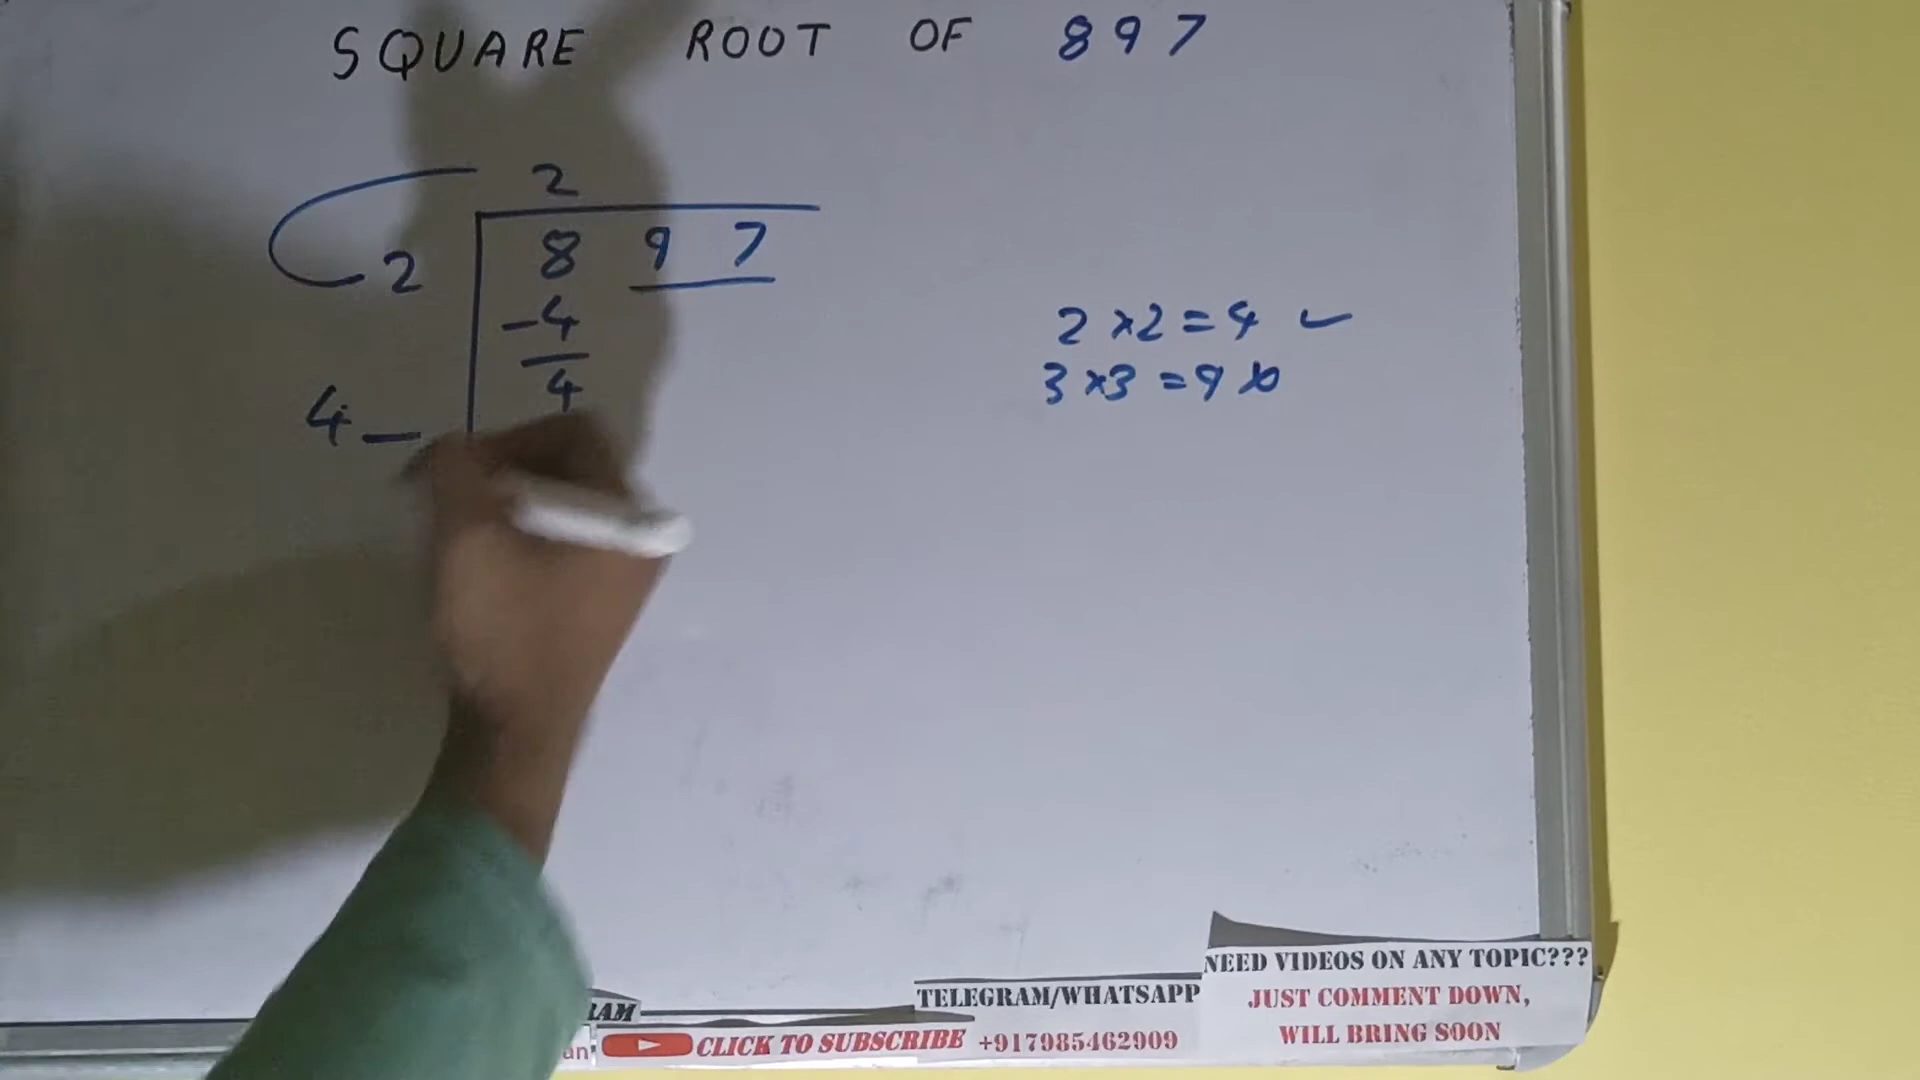 SQUARE ROOT OF 897
2
2 8 9 7
-4
4
4 _
2 × 2 = 4 ✓
3 × 3 = 9 ×
NEED VIDEOS ON ANY TOPIC???
JUST COMMENT DOWN,
WILL BRING SOON
TELEGRAM/WHATSAPP
+917985462909
CLICK TO SUBSCRIBE